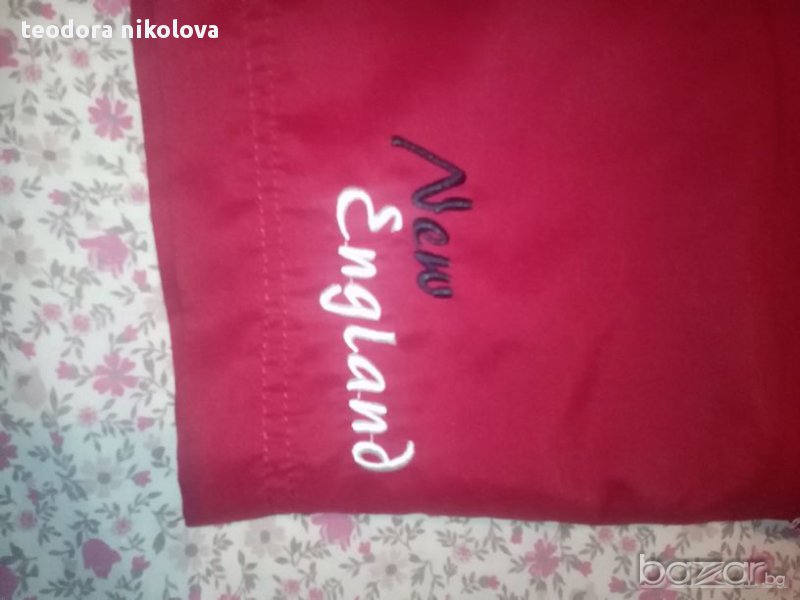 teodora nikolova
New
England
bazar.bg